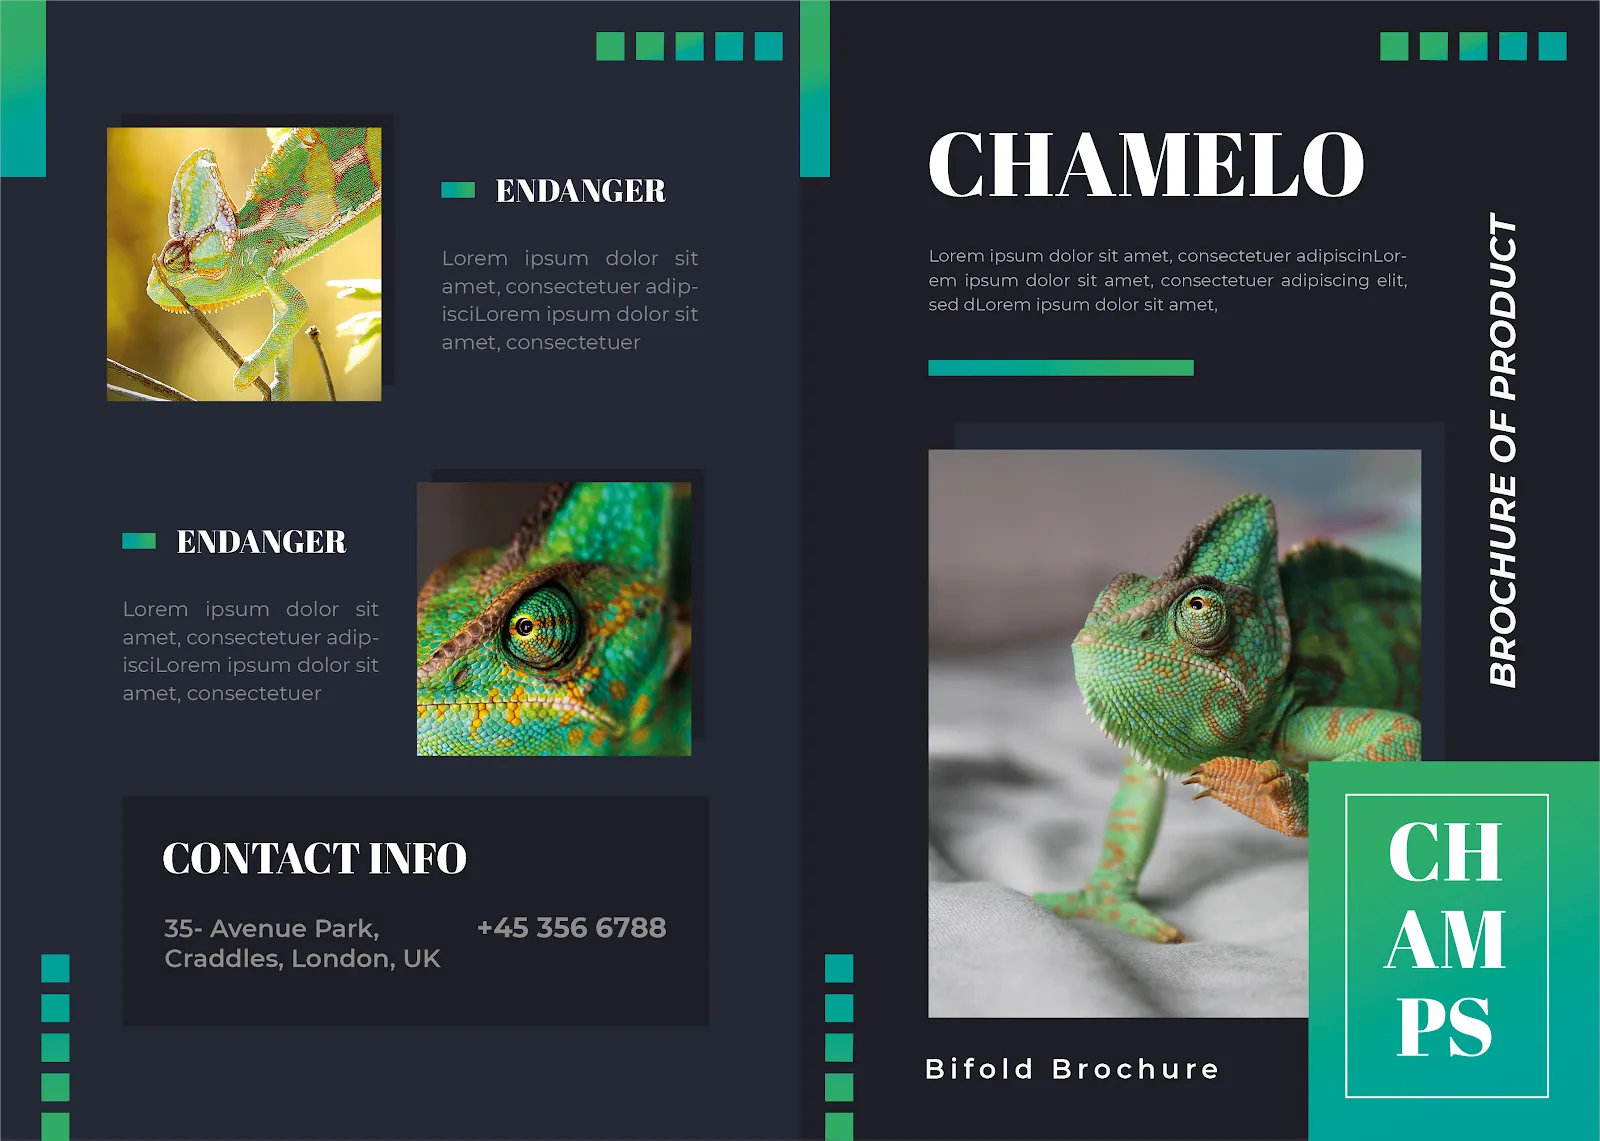 ENDANGER
Lorem ipsum dolor sit
amet, consectetuer adip-
isciLorem ipsum dolor sit
amet, consectetuer
ENDANGER
Lorem ipsum dolor sit
amet, consectetuer adip-
isciLorem ipsum dolor sit
amet, consectetuer
CONTACT INFO
35- Avenue Park,
Craddles, London, UK
+45 356 6788
CHAMELO
Lorem ipsum dolor sit amet, consectetuer adipiscinLor-
em ipsum dolor sit amet, consectetuer adipiscing elit,
sed dLorem ipsum dolor sit amet,
BROCHURE OF PRODUCT
CH
AM
PS
Bifold Brochure